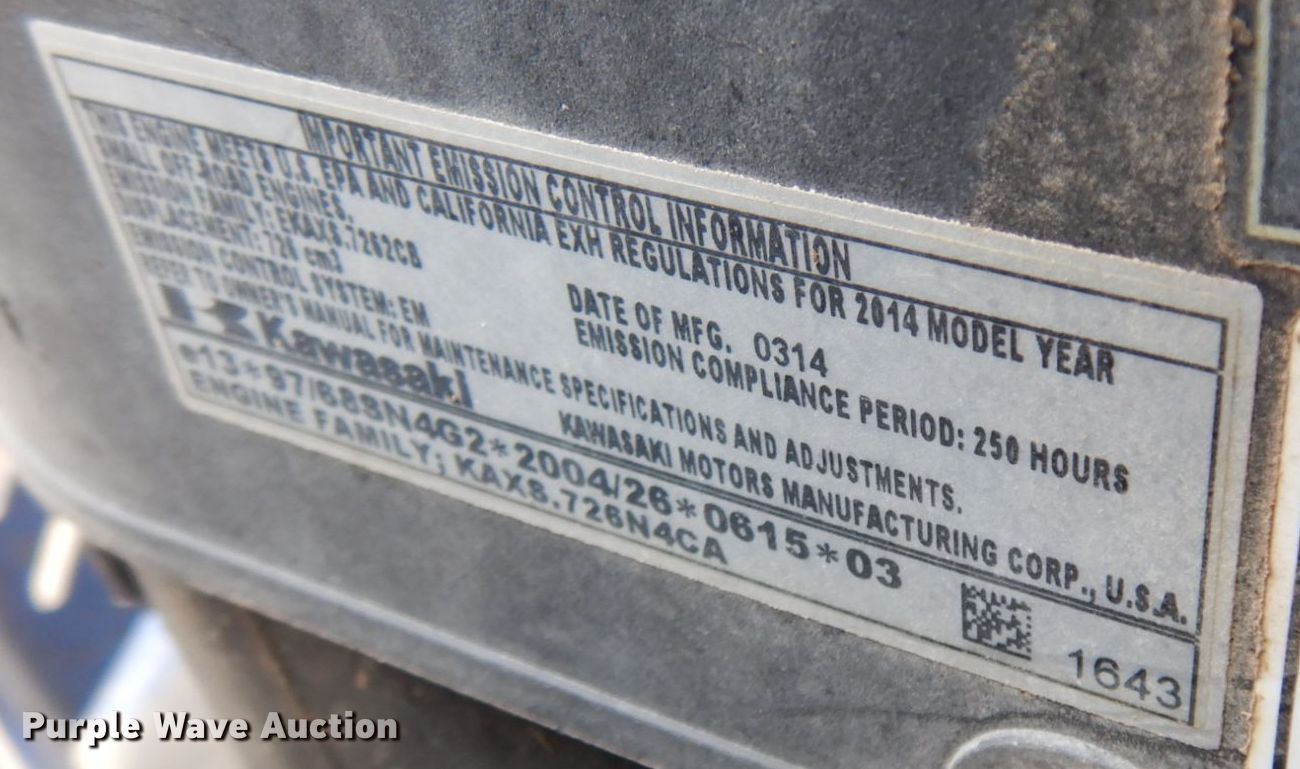 IMPORTANT EMISSION CONTROL INFORMATION
THIS ENGINE MEETS U.S. EPA AND CALIFORNIA EXH REGULATIONS FOR 2014 MODEL YEAR
SMALL OFF-ROAD ENGINES.
EMISSION FAMILY: EKAXS.7262CB
DISPLACEMENT: 726 cm3
DATE OF MFG. 0314
EMISSION CONTROL SYSTEM: EM
EMISSION COMPLIANCE PERIOD: 250 HOURS
REFER TO OWNER'S MANUAL FOR MAINTENANCE SPECIFICATIONS AND ADJUSTMENTS.
Kawasaki
KAWASAKI MOTORS MANUFACTURING CORP., U.S.A.
e13*97/68SN4G2*2004/26*0615*03
ENGINE FAMILY; KAXS.726N4CA
1643
Purple Wave Auction